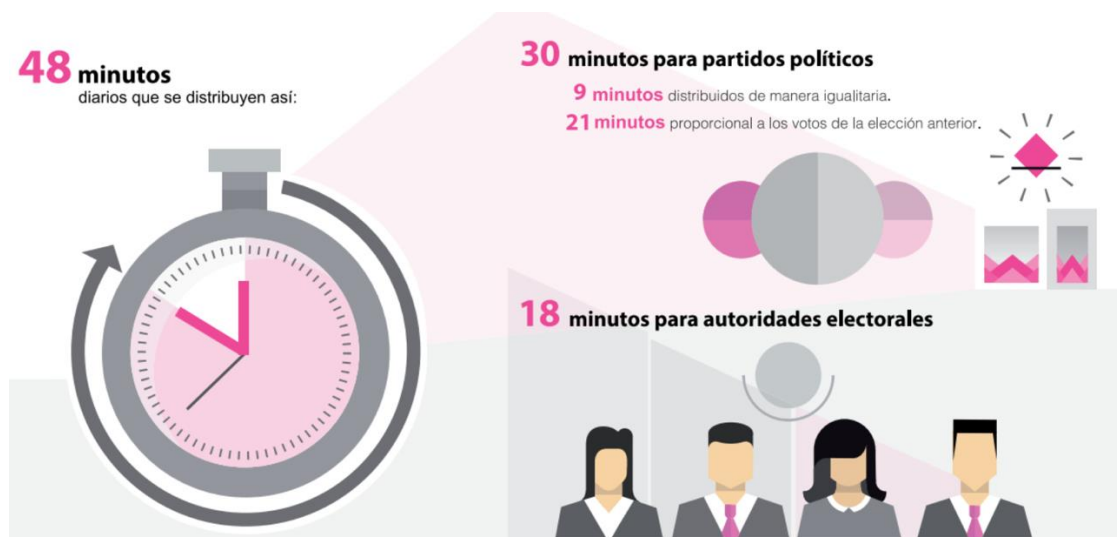 48 minutos
diarios que se distribuyen así:
30 minutos para partidos políticos
9 minutos distribuidos de manera igualitaria.
21 minutos proporcional a los votos de la elección anterior.
18 minutos para autoridades electorales